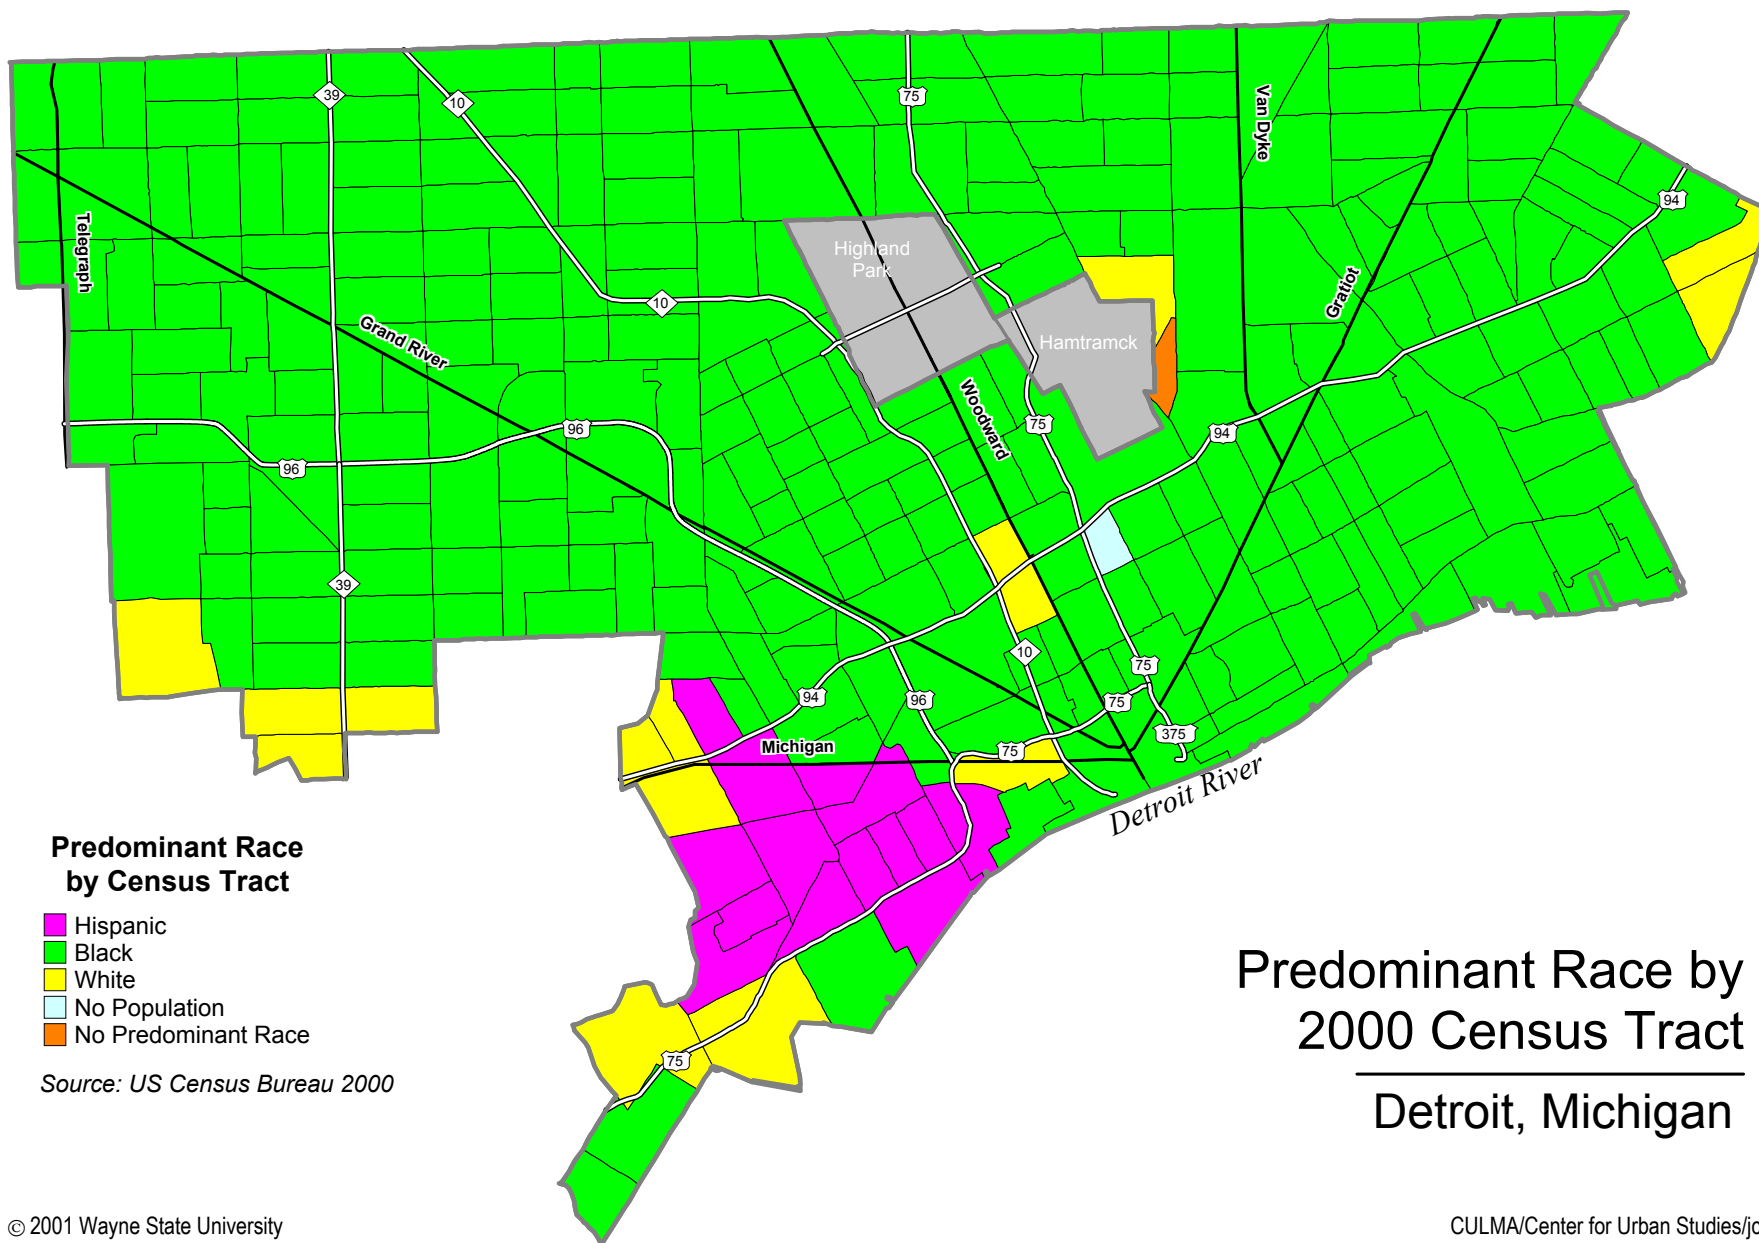 39
10
75
Van Dyke
94
Telegraph
Highland
Park
10
Gratiot
Grand River
Hamtramck
Woodward
96
75
94
96
39
10
75
94
96
75
Michigan
75
375
Detroit River
75
Predominant Race
by Census Tract
Hispanic
Black
White
No Population
No Predominant Race
Source: US Census Bureau 2000
Predominant Race by
2000 Census Tract
Detroit, Michigan
© 2001 Wayne State University
CULMA/Center for Urban Studies/jc